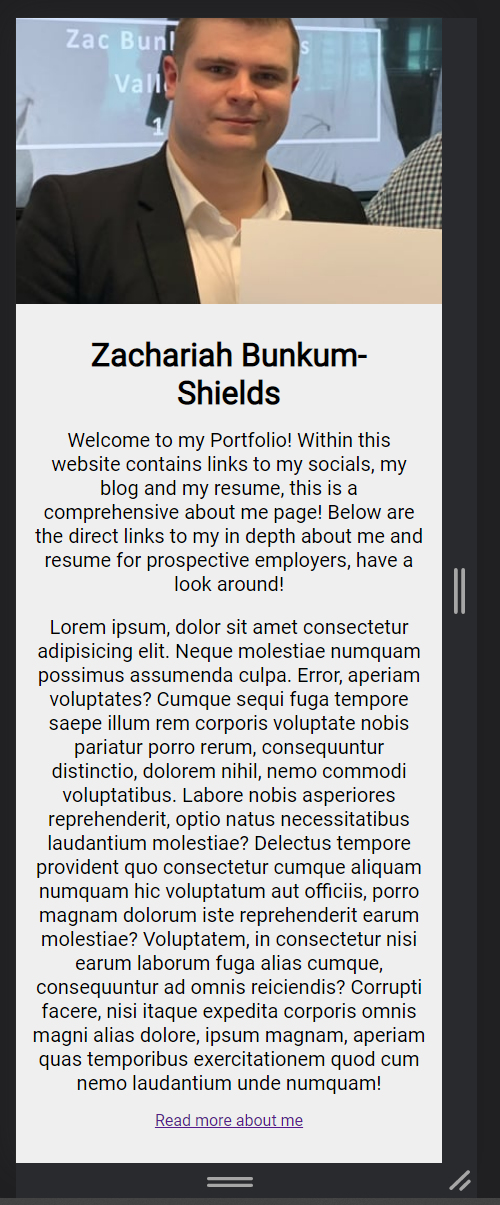 Zac Bun
s
Vall
1
Zachariah Bunkum-
Shields
Welcome to my Portfolio! Within this
website contains links to my socials, my
blog and my resume, this is a
comprehensive about me page! Below are
the direct links to my in depth about me and
resume for prospective employers, have a
look around!
Lorem ipsum, dolor sit amet consectetur
adipisicing elit. Neque molestiae numquam
possimus assumenda culpa. Error, aperiam
voluptates? Cumque sequi fuga tempore
saepe illum rem corporis voluptate nobis
pariatur porro rerum, consequuntur
distinctio, dolorem nihil, nemo commodi
voluptatibus. Labore nobis asperiores
reprehenderit, optio natus necessitatibus
laudantium molestiae? Delectus tempore
provident quo consectetur cumque aliquam
numquam hic voluptatum aut officiis, porro
magnam dolorum iste reprehenderit earum
molestiae? Voluptatem, in consectetur nisi
earum laborum fuga alias cumque,
consequuntur ad omnis reiciendis? Corrupti
facere, nisi itaque expedita corporis omnis
magni alias dolore, ipsum magnam, aperiam
quas temporibus exercitationem quod cum
nemo laudantium unde numquam!
Read more about me